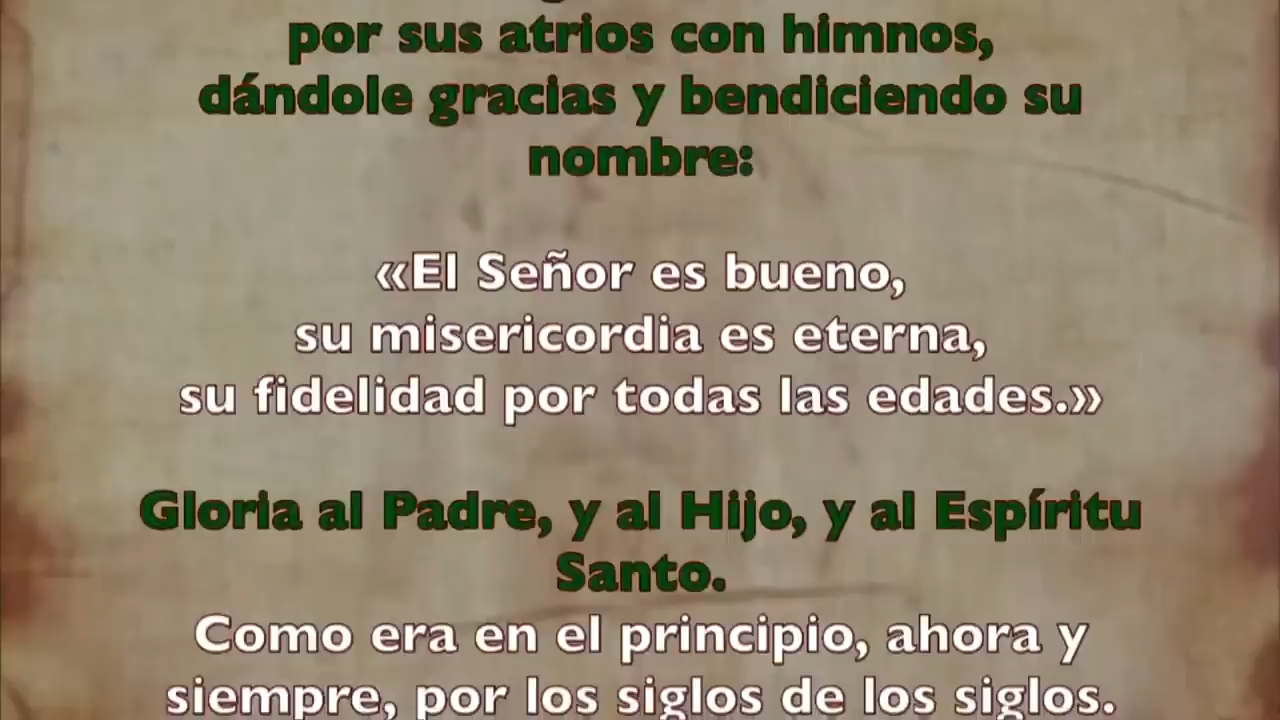 por sus atrios con himnos,
dándole gracias y bendiciendo su
nombre:
«El Señor es bueno,
su misericordia es eterna,
su fidelidad por todas las edades.»
Gloria al Padre, y al Hijo, y al Espíritu
Santo.
Como era en el principio, ahora y
siempre, por los siglos de los siglos.